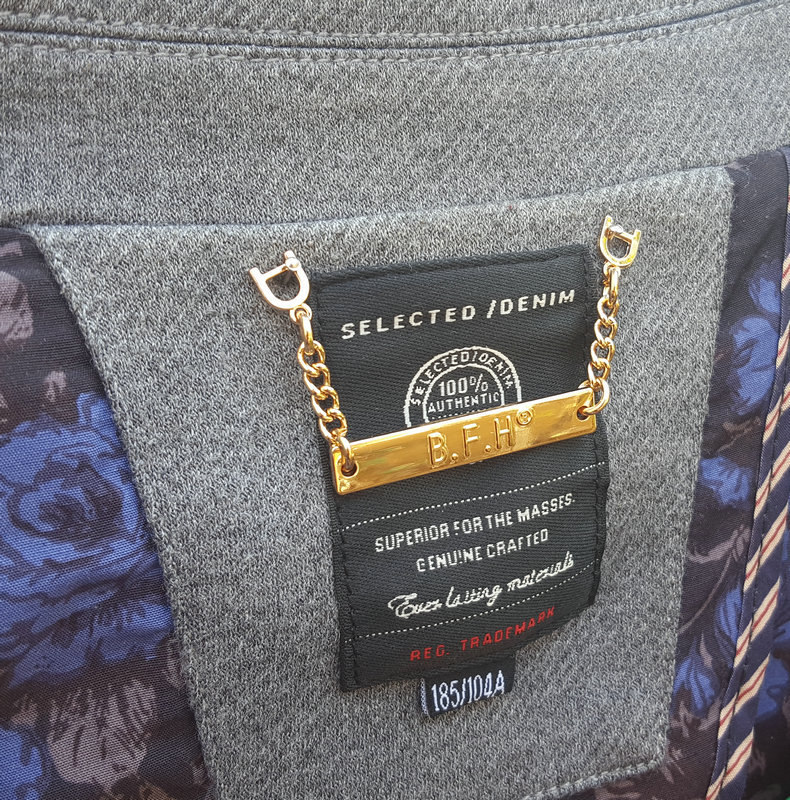 SELECTED /DENIM
SELECTED/DENIM
100%
AUTHENTIC
B.F.H®
SUPERIOR FOR THE MASSES.
GENUINE CRAFTED
Ever lasting materials
REG. TRADEMARK
185/104A